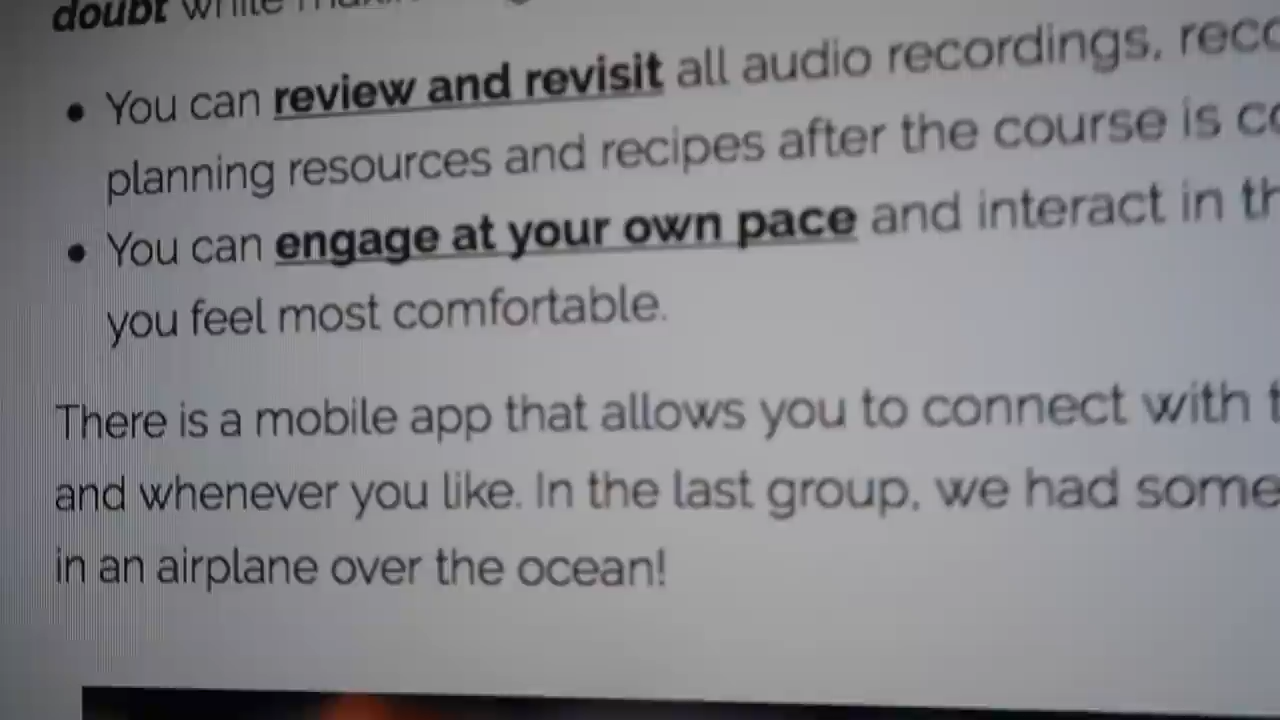 doubt while
• You can review and revisit all audio recordings,
planning resources and recipes after the course is
• You can engage at your own pace and interact in
you feel most comfortable.
There is a mobile app that allows you to connect with
and whenever you like. In the last group, we had some
in an airplane over the ocean!